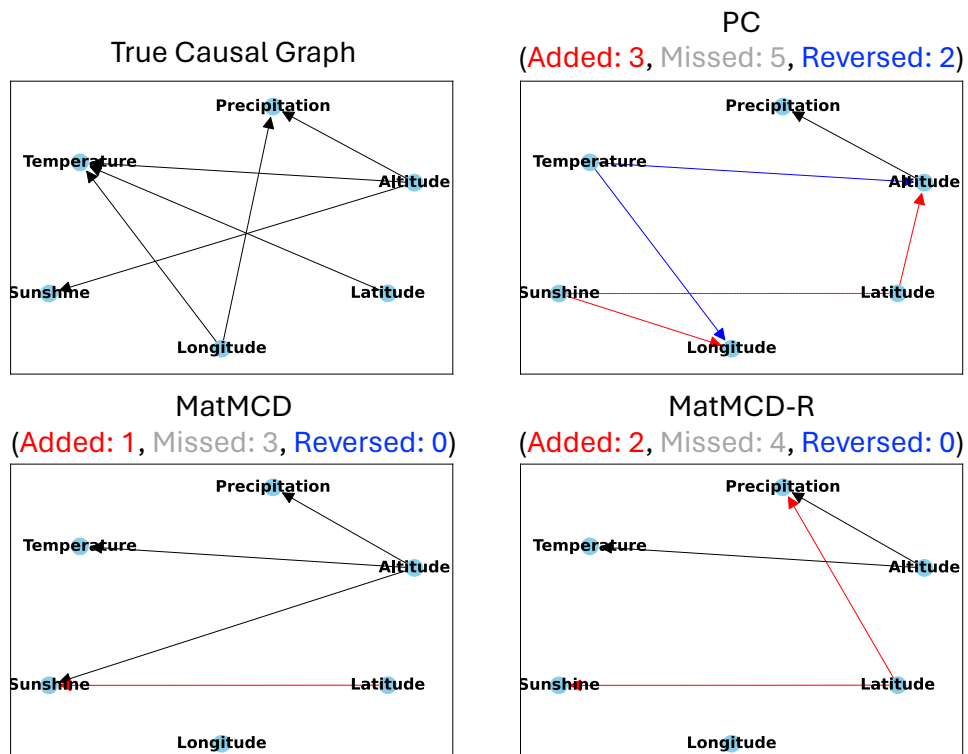 True Causal Graph
Precipitation
Temperature
Altitude
Sunshine
Latitude
Longitude
PC
(Added: 3, Missed: 5, Reversed: 2)
Precipitation
Temperature
Altitude
Sunshine
Latitude
Longitude
MatMCD
(Added: 1, Missed: 3, Reversed: 0)
Precipitation
Temperature
Altitude
Sunshine
Latitude
Longitude
MatMCD-R
(Added: 2, Missed: 4, Reversed: 0)
Precipitation
Temperature
Altitude
Sunshine
Latitude
Longitude